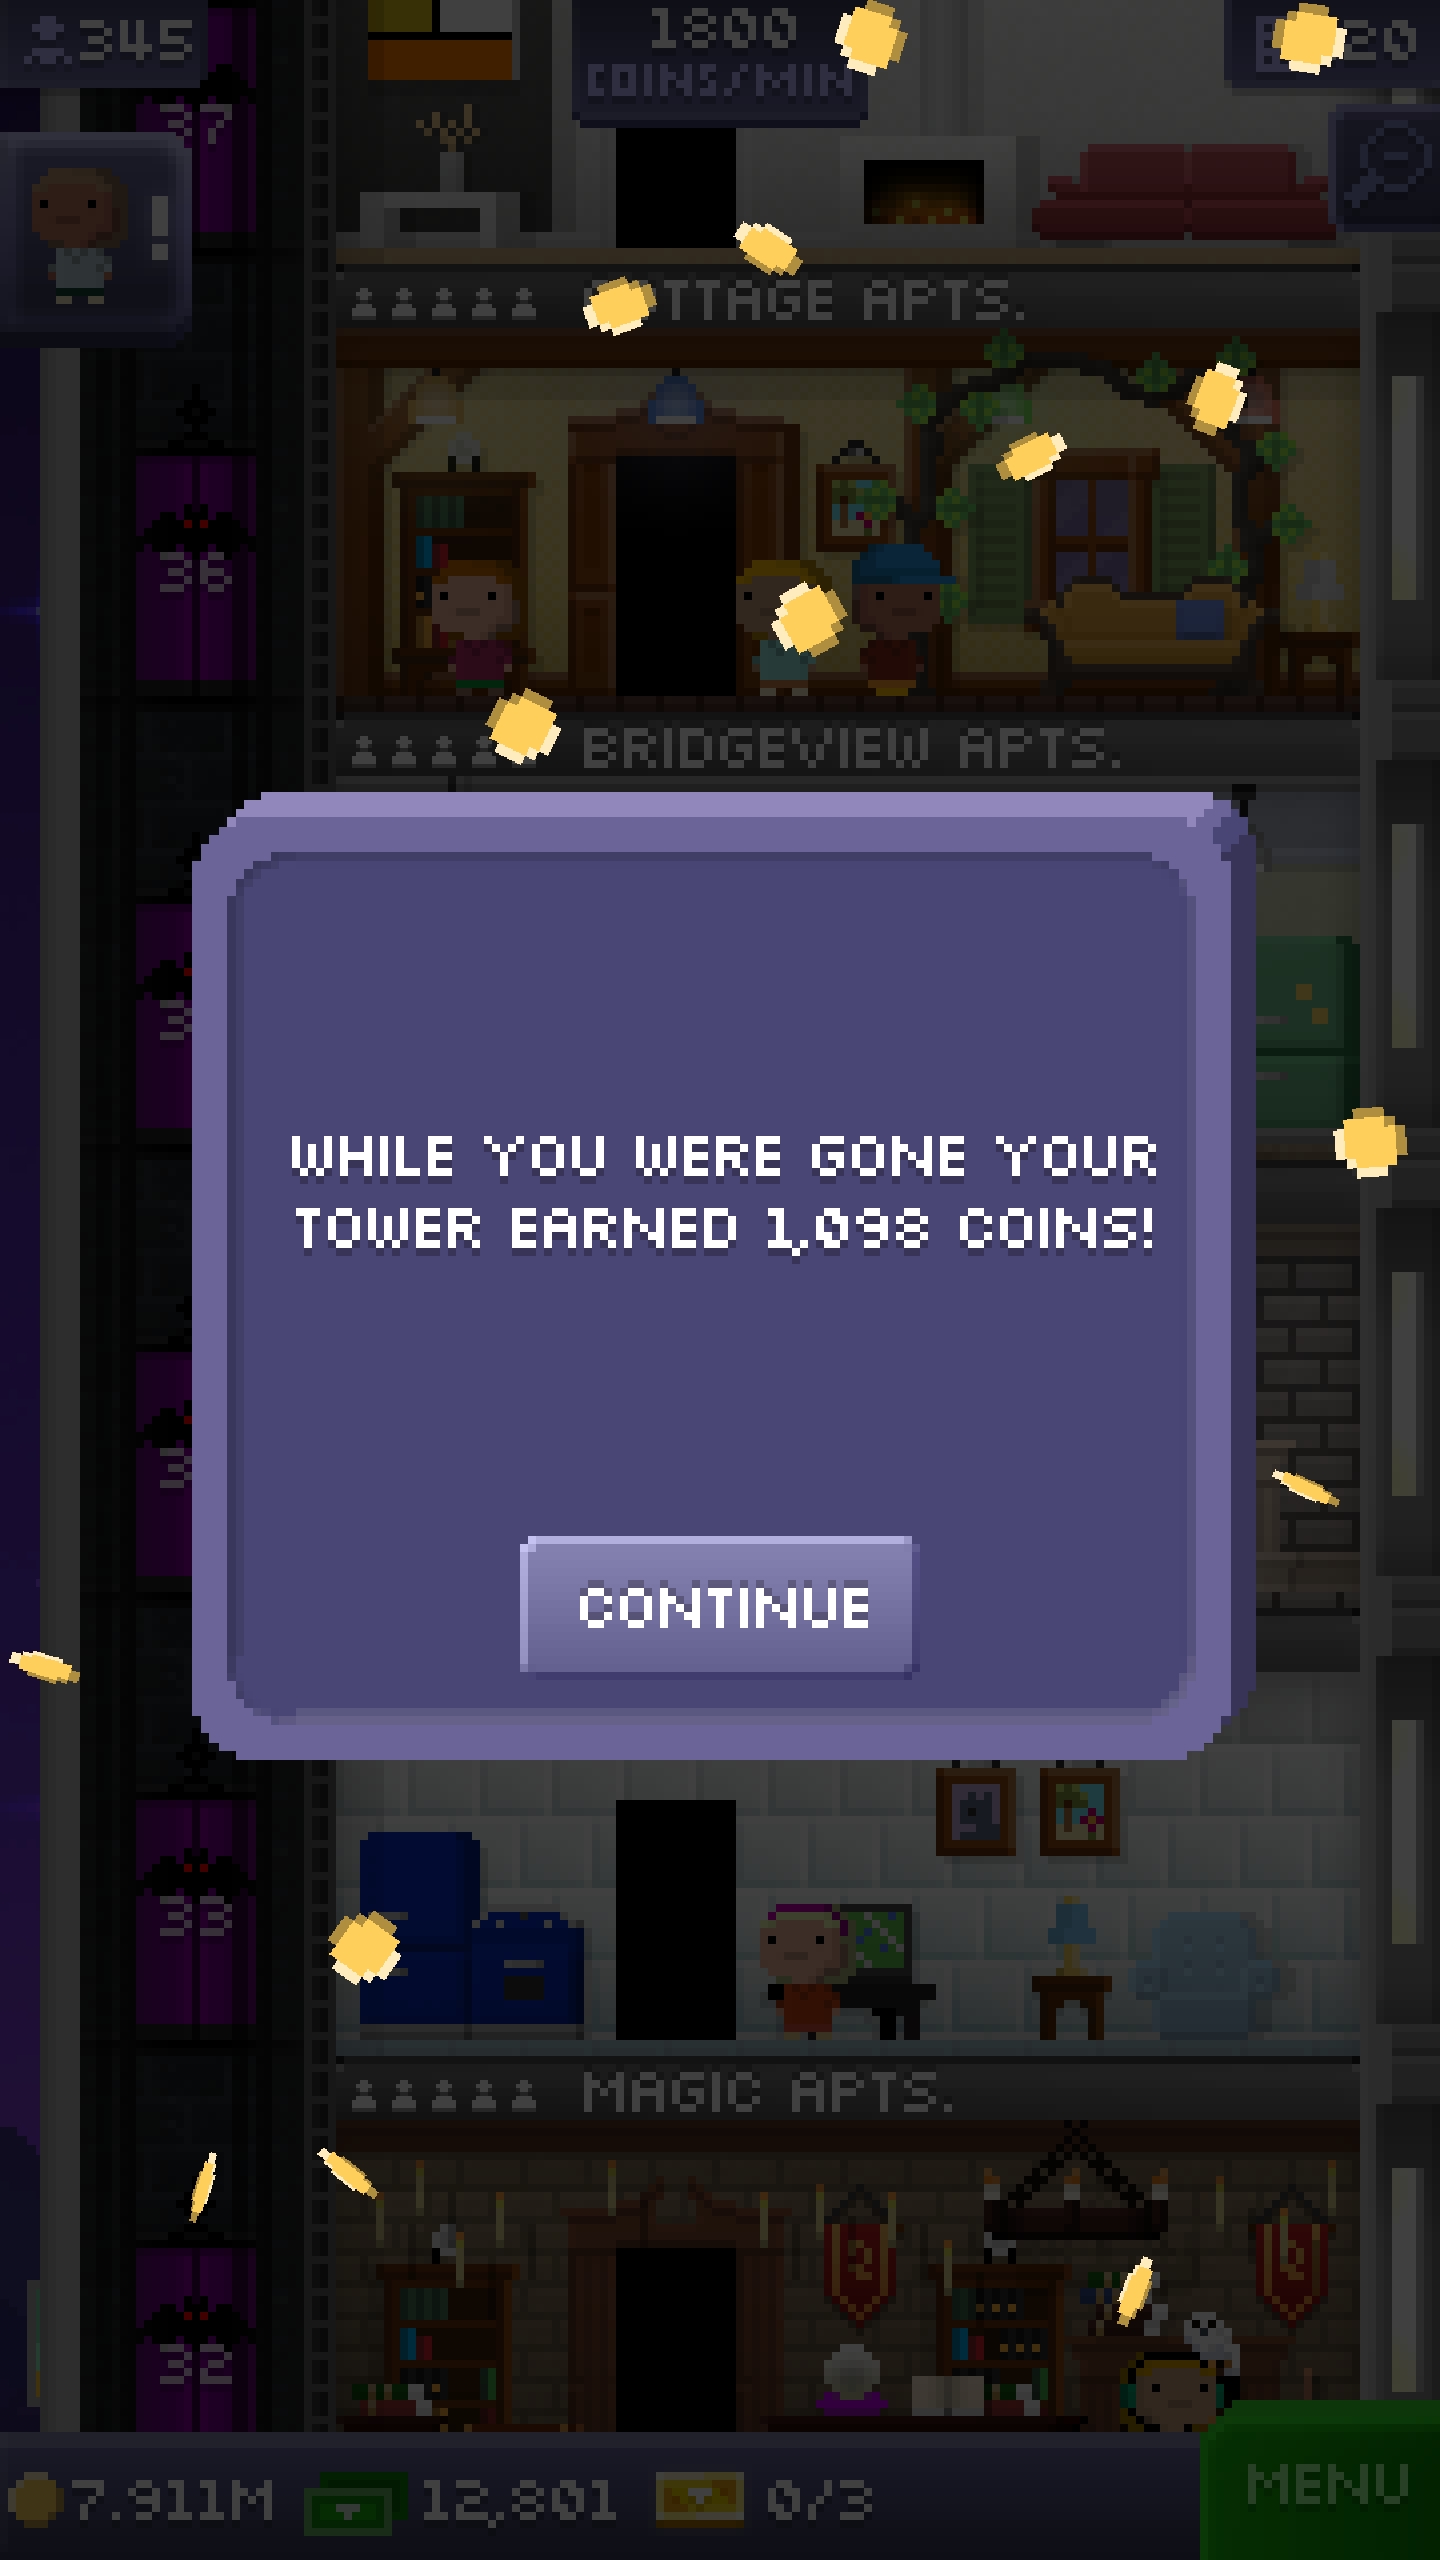 345
1800
COINS/MIN
20
37
!
TTAGE APTS.
36
BRIDGEVIEW APTS.
WHILE YOU WERE GONE YOUR
TOWER EARNED 1,098 COINS!
CONTINUE
33
MAGIC APTS.
32
7.911M
12,801
0/3
MENU